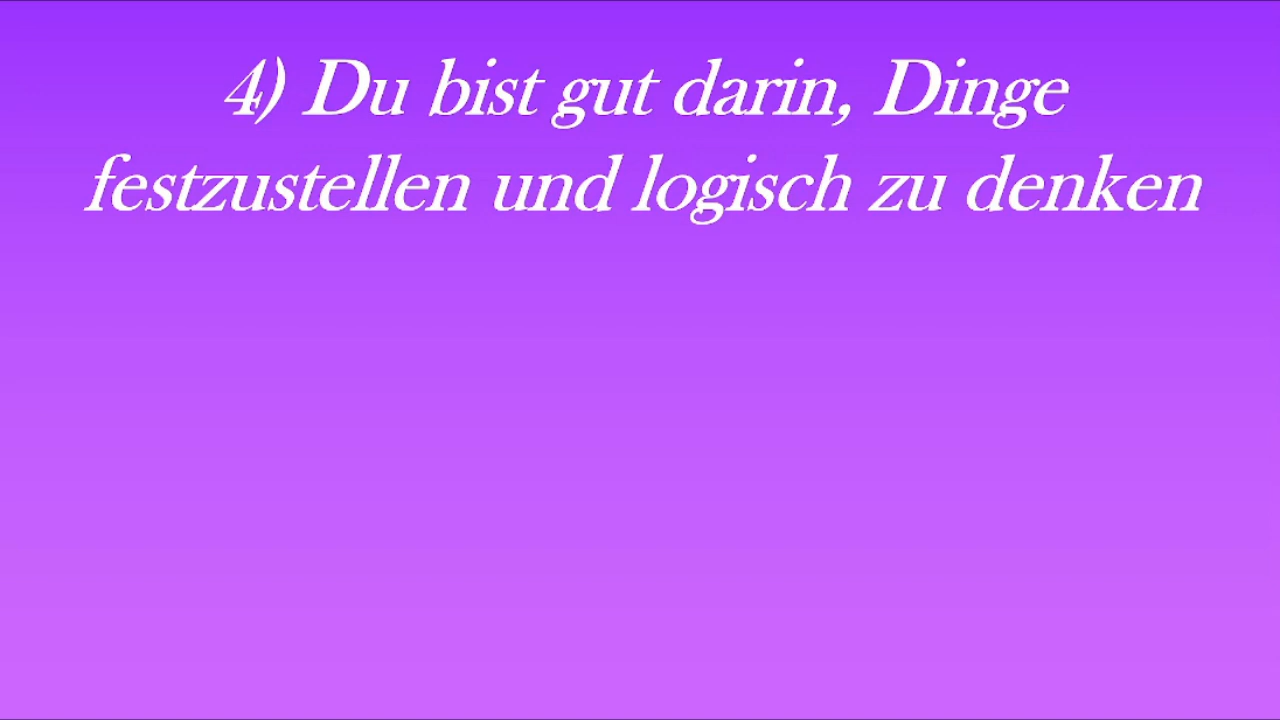 4) Du bist gut darin, Dinge
festzustellen und logisch zu denken